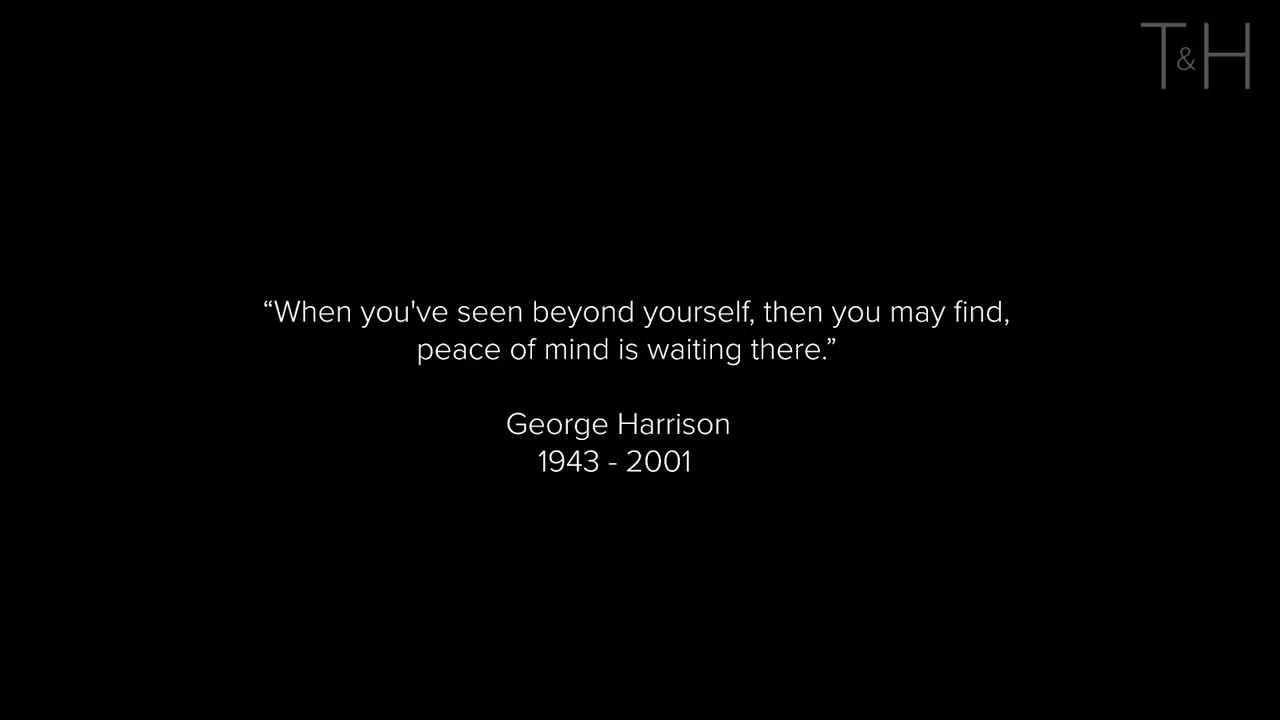 T&H
“When you've seen beyond yourself, then you may find,
peace of mind is waiting there.”
George Harrison
1943 - 2001